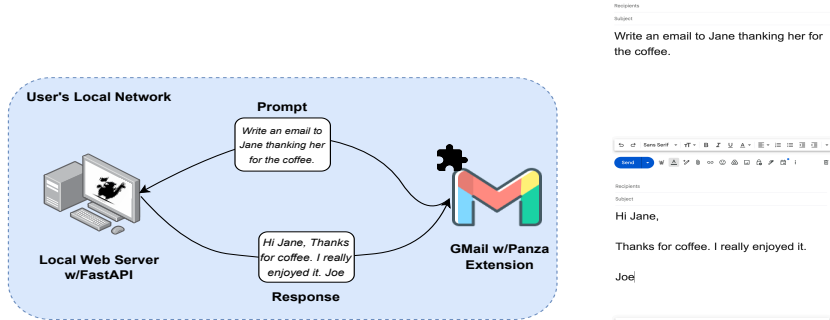 User's Local Network
Prompt
Write an email to
Jane thanking her
for the coffee.
Local Web Server
w/FastAPI
Hi Jane, Thanks
for coffee. I really
enjoyed it. Joe
Response
GMail w/Panza
Extension
Recipients
Subject
Write an email to Jane thanking her for
the coffee.
Sans Serif
Send
Recipients
Subject
Hi Jane,
Thanks for coffee. I really enjoyed it.
Joe